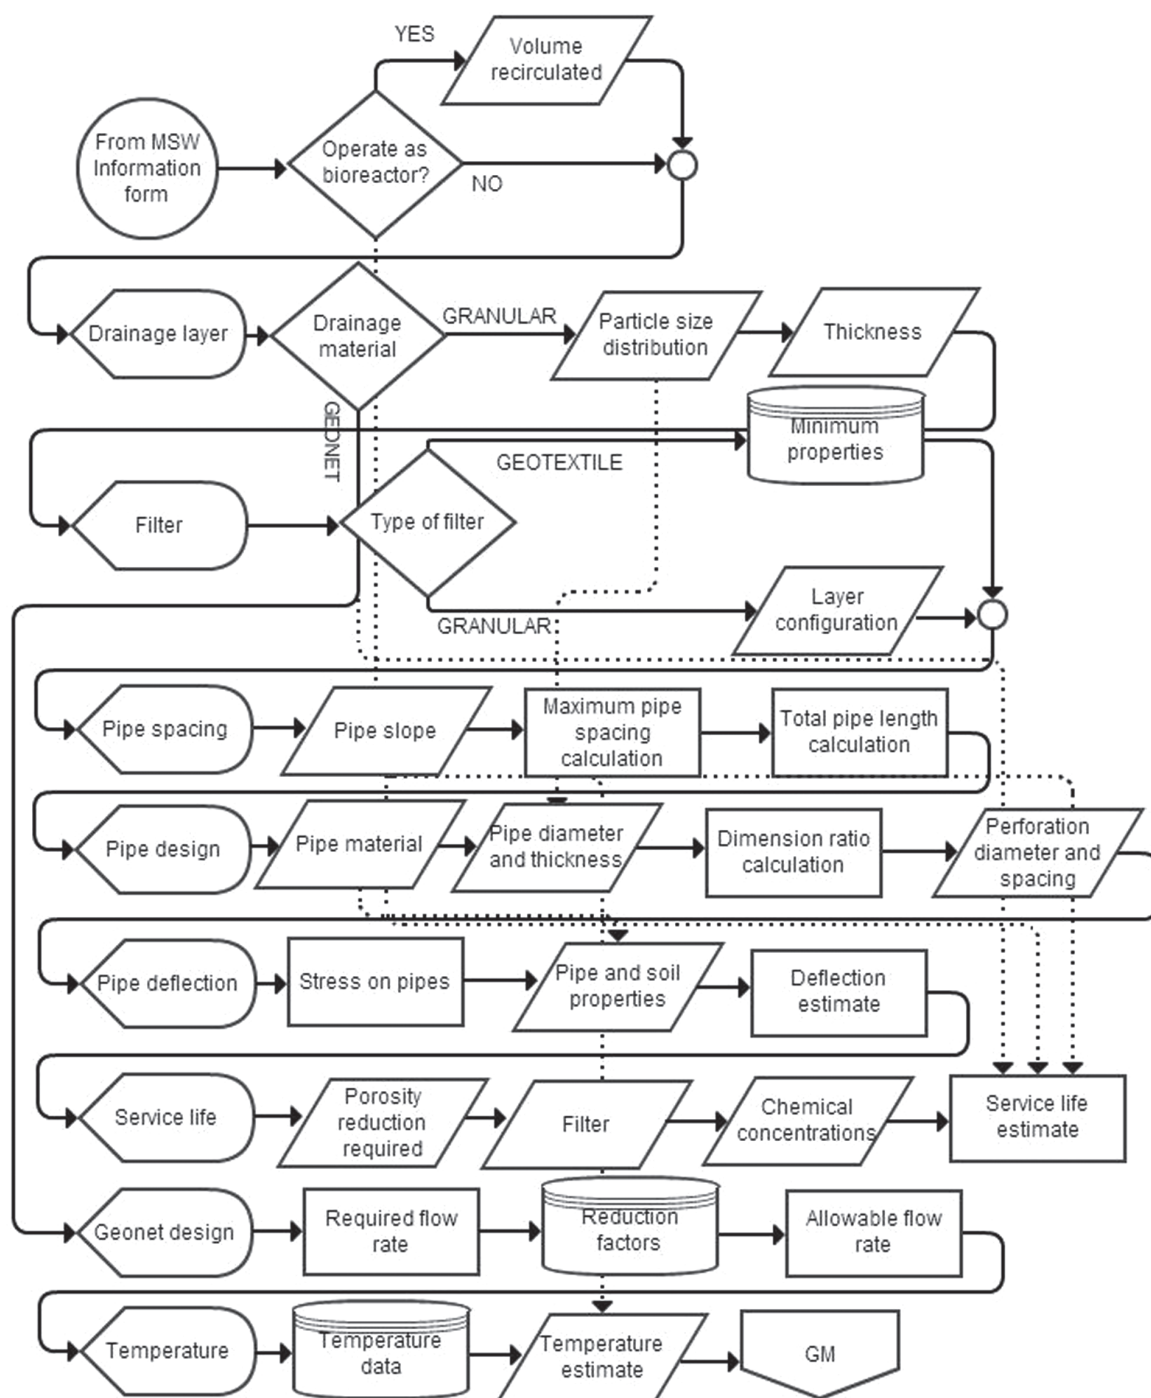 YES
Volume
recirculated
From MSW
Information
form
Operate as
bioreactor?
NO
Drainage layer
Drainage
material
GRANULAR
Particle size
distribution
Thickness
GEONET
Minimum
properties
GEOTEXTILE
Filter
Type of filter
GRANULAR
Layer
configuration
Pipe spacing
Pipe slope
Maximum pipe
spacing
calculation
Total pipe length
calculation
Pipe design
Pipe material
Pipe diameter
and thickness
Dimension ratio
calculation
Perforation
diameter and
spacing
Pipe deflection
Stress on pipes
Pipe and soil
properties
Deflection
estimate
Service life
Porosity
reduction
required
Filter
Chemical
concentrations
Service life
estimate
Geonet design
Required flow
rate
Reduction
factors
Allowable flow
rate
Temperature
Temperature
data
Temperature
estimate
GM